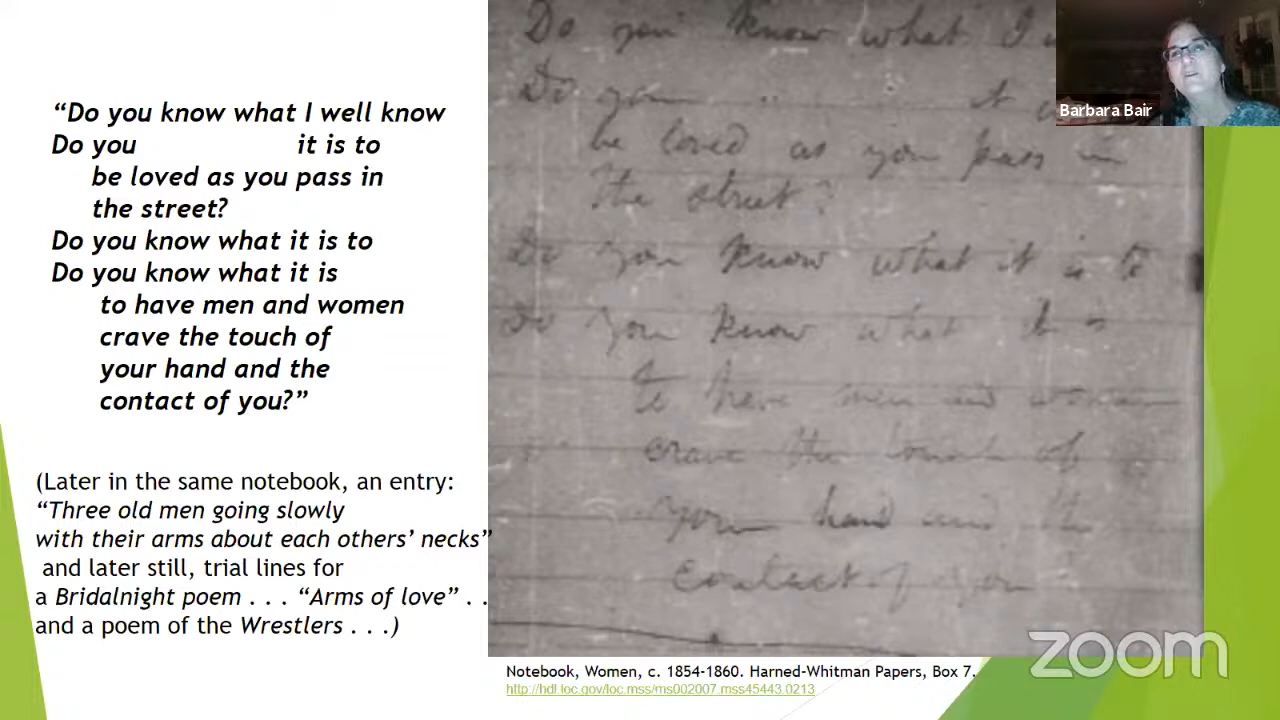 “Do you know what I well know
Do you it is to
be loved as you pass in
the street?
Do you know what it is to
Do you know what it is
to have men and women
crave the touch of
your hand and the
contact of you?”
(Later in the same notebook, an entry:
“Three old men going slowly
with their arms about each others’ necks”
and later still, trial lines for
a Bridalnight poem . . . “Arms of love” . .
and a poem of the Wrestlers . . .)
Do you know what I
Do you " it
be loved as you pass in
the street?
Do you know what it is to
Do you know what it is
to have men and women
crave the touch of
your hand and the
contact of you
Notebook, Women, c. 1854-1860. Harned-Whitman Papers, Box 7.
http://hdl.loc.gov/loc.mss/ms002007.mss45443.0213
Barbara Bair
zoom